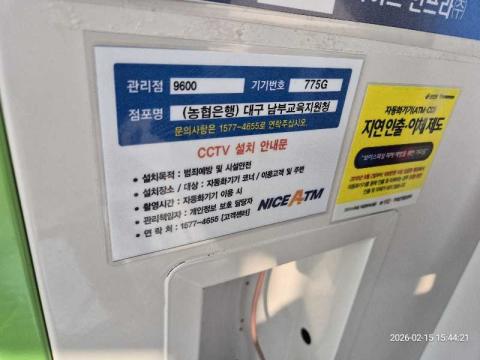 관리점 9600 기기번호 775G
점포명 (농협은행) 대구 남부교육지원청
문의사항은 1577-4655로 연락주십시오.
CCTV 설치 안내문
• 설치목적 : 범죄예방 및 시설안전
• 설치장소 / 대상 : 자동화기기 코너 / 이용고객 및 주변
• 촬영시간 : 자동화기기 이용 시
• 관리책임자 : 개인정보 보호 담당자
• 연 락 처 : 1577-4655 [고객센터]
NICE ATM
자동화기기(ATM·CD)
지연 인출·이체 제도
2026-02-15 15:44:21